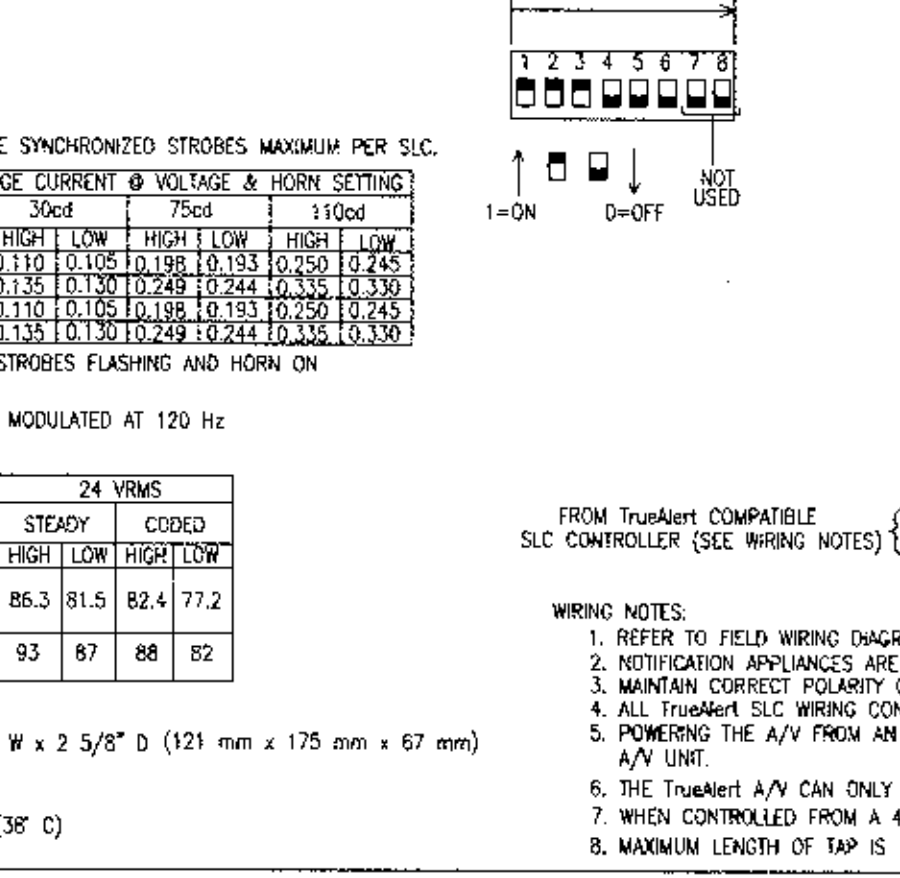 1 2 3 4 5 6 7 8
NOT
USED
1=ON 0=OFF
E SYNCHRONIZED STROBES MAXIMUM PER SLC.
GE CURRENT @ VOLTAGE & HORN SETTING
30cd 75cd 110cd
HIGH LOW HIGH LOW HIGH LOW
0.110 0.105 0.198 0.193 0.250 0.245
0.135 0.130 0.249 0.244 0.335 0.330
0.110 0.105 0.198 0.193 0.250 0.245
0.135 0.130 0.249 0.244 0.335 0.330
STROBES FLASHING AND HORN ON
MODULATED AT 120 Hz
24 VRMS
STEADY CODED
HIGH LOW HIGH LOW
86.3 81.5 82.4 77.2
93 87 88 82
W x 2 5/8" D (121 mm x 175 mm x 67 mm)
(38° C)
FROM TrueAlert COMPATIBLE
SLC CONTROLLER (SEE WIRING NOTES)
WIRING NOTES:
1. REFER TO FIELD WIRING DIAGR
2. NOTIFICATION APPLIANCES ARE
3. MAINTAIN CORRECT POLARITY
4. ALL TrueAlert SLC WIRING CON
5. POWERING THE A/V FROM AN
A/V UNIT.
6. THE TrueAlert A/V CAN ONLY
7. WHEN CONTROLLED FROM A 4
8. MAXIMUM LENGTH OF TAP IS